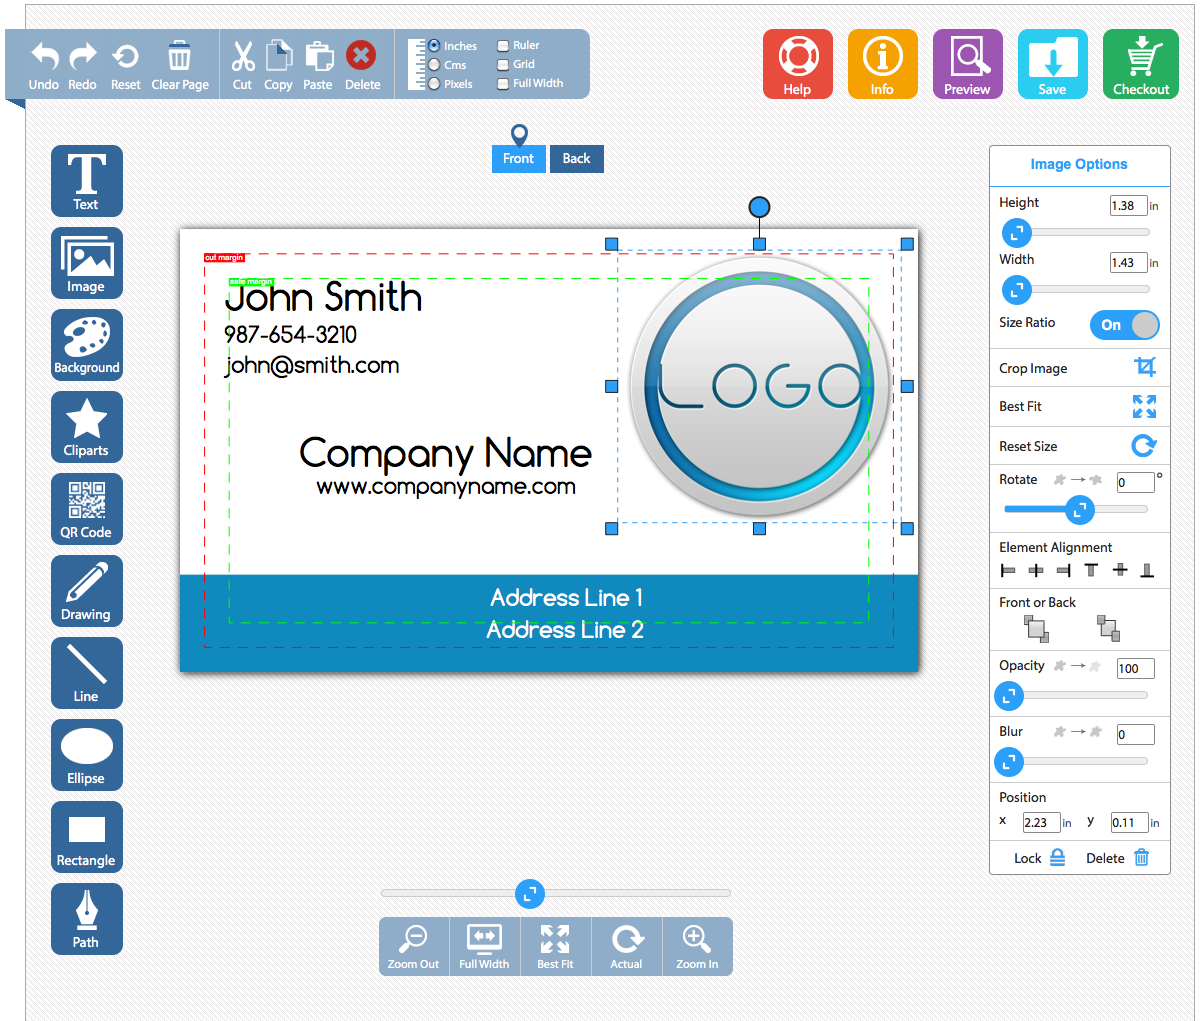 Undo Redo Reset Clear Page Cut Copy Paste Delete
Inches Ruler
Cms Grid
Pixels Full Width
Help Info Preview Save Checkout
Front Back
Text
Image
Background
Cliparts
QR Code
Drawing
Line
Ellipse
Rectangle
Path
cut margin
safe margin
John Smith
987-654-3210
john@smith.com
LOGO
Company Name
www.companyname.com
Address Line 1
Address Line 2
Image Options
Height 1.38 in
Width 1.43 in
Size Ratio On
Crop Image
Best Fit
Reset Size
Rotate 0 °
Element Alignment
Front or Back
Opacity 100
Blur 0
Position
x 2.23 in y 0.11 in
Lock Delete
Zoom Out Full Width Best Fit Actual Zoom In